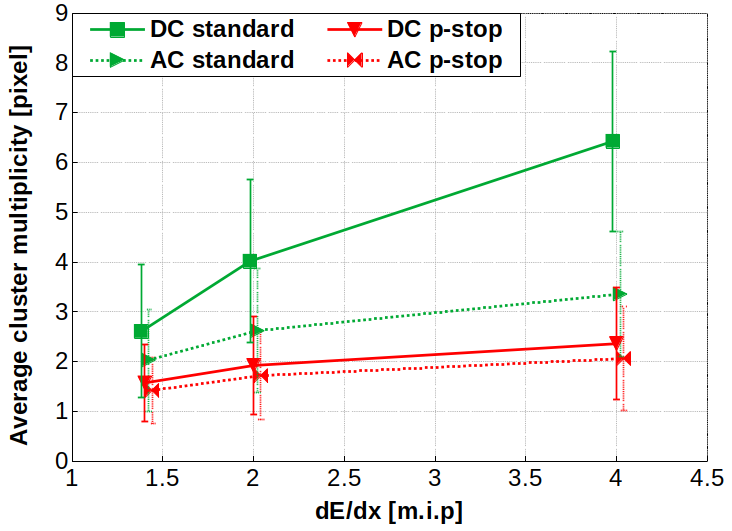 9
8
7
6
5
4
3
2
1
0
Average cluster multiplicity [pixel]
DC standard DC p-stop
AC standard AC p-stop
1 1.5 2 2.5 3 3.5 4 4.5
dE/dx [m.i.p]